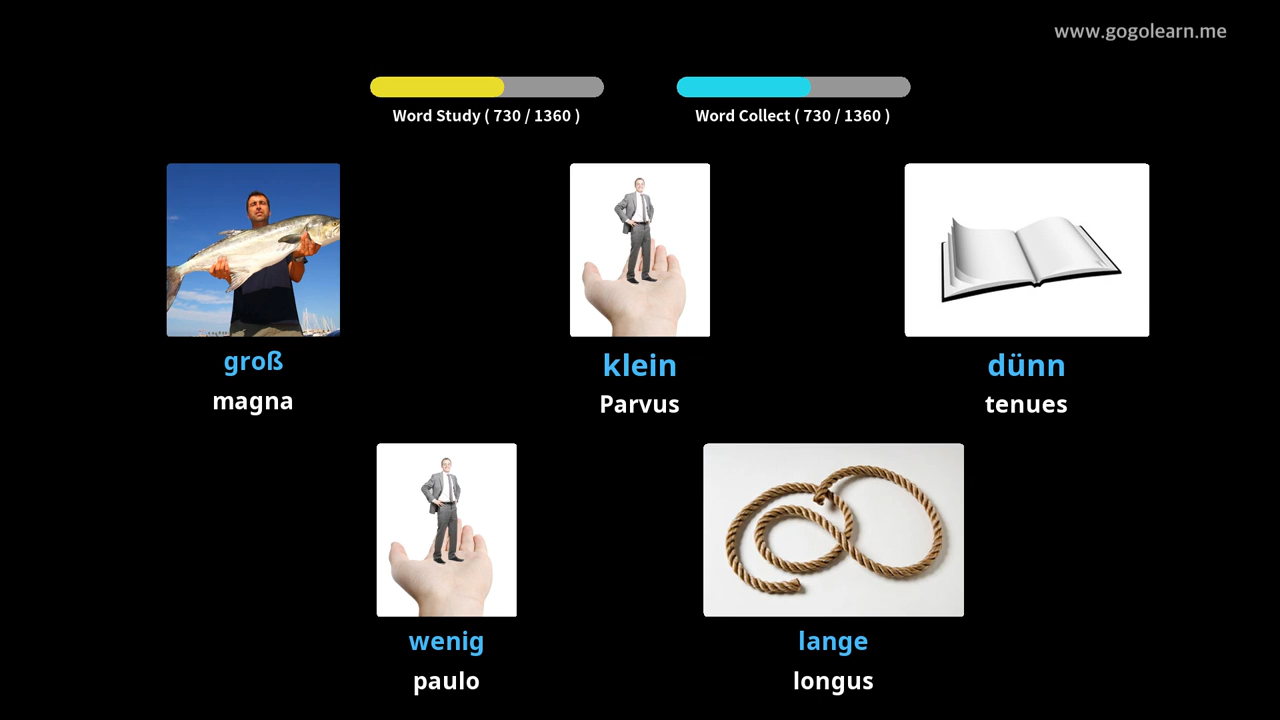 www.gogolearn.me
Word Study ( 730 / 1360 )
Word Collect ( 730 / 1360 )
groß
magna
klein
Parvus
dünn
tenues
wenig
paulo
lange
longus